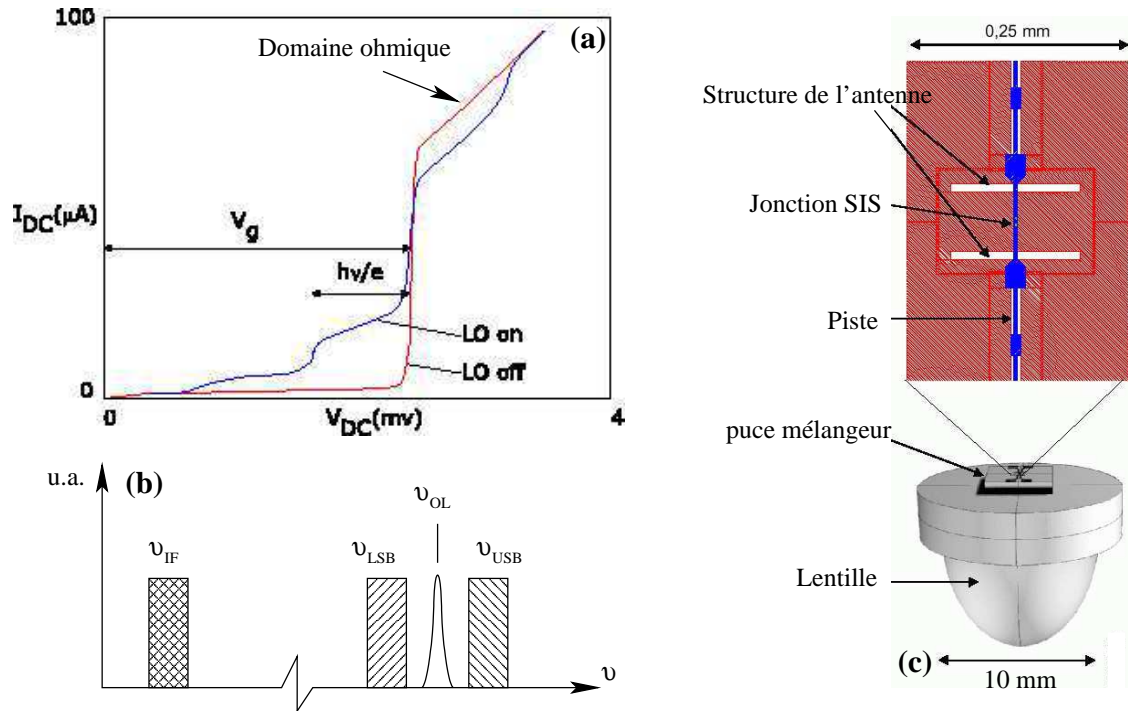 100
(a)
Domaine ohmique
I_DC(µA)
V_g
hν/e
LO on
LO off
0
0
V_DC(mv)
4
u.a.
(b)
υ_OL
υ_IF
υ_LSB
υ_USB
υ
0,25 mm
Structure de l'antenne
Jonction SIS
Piste
puce mélangeur
Lentille
(c)
10 mm